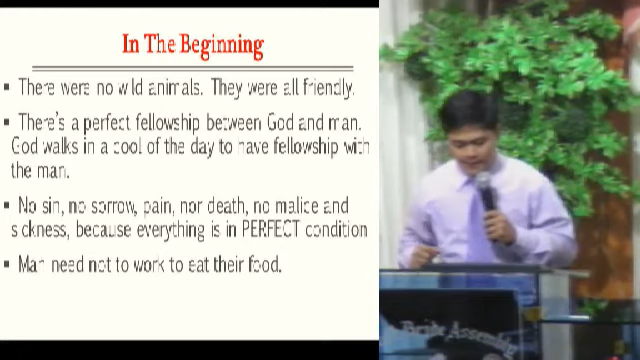 In The Beginning
There were no wild animals. They were all friendly.
There's a perfect fellowship between God and man.
God walks in a cool of the day to have fellowship with
the man.
No sin, no sorrow, pain, nor death, no malice and
sickness, because everything is in PERFECT condition
Man need not to work to eat their food.
Bride Assembly